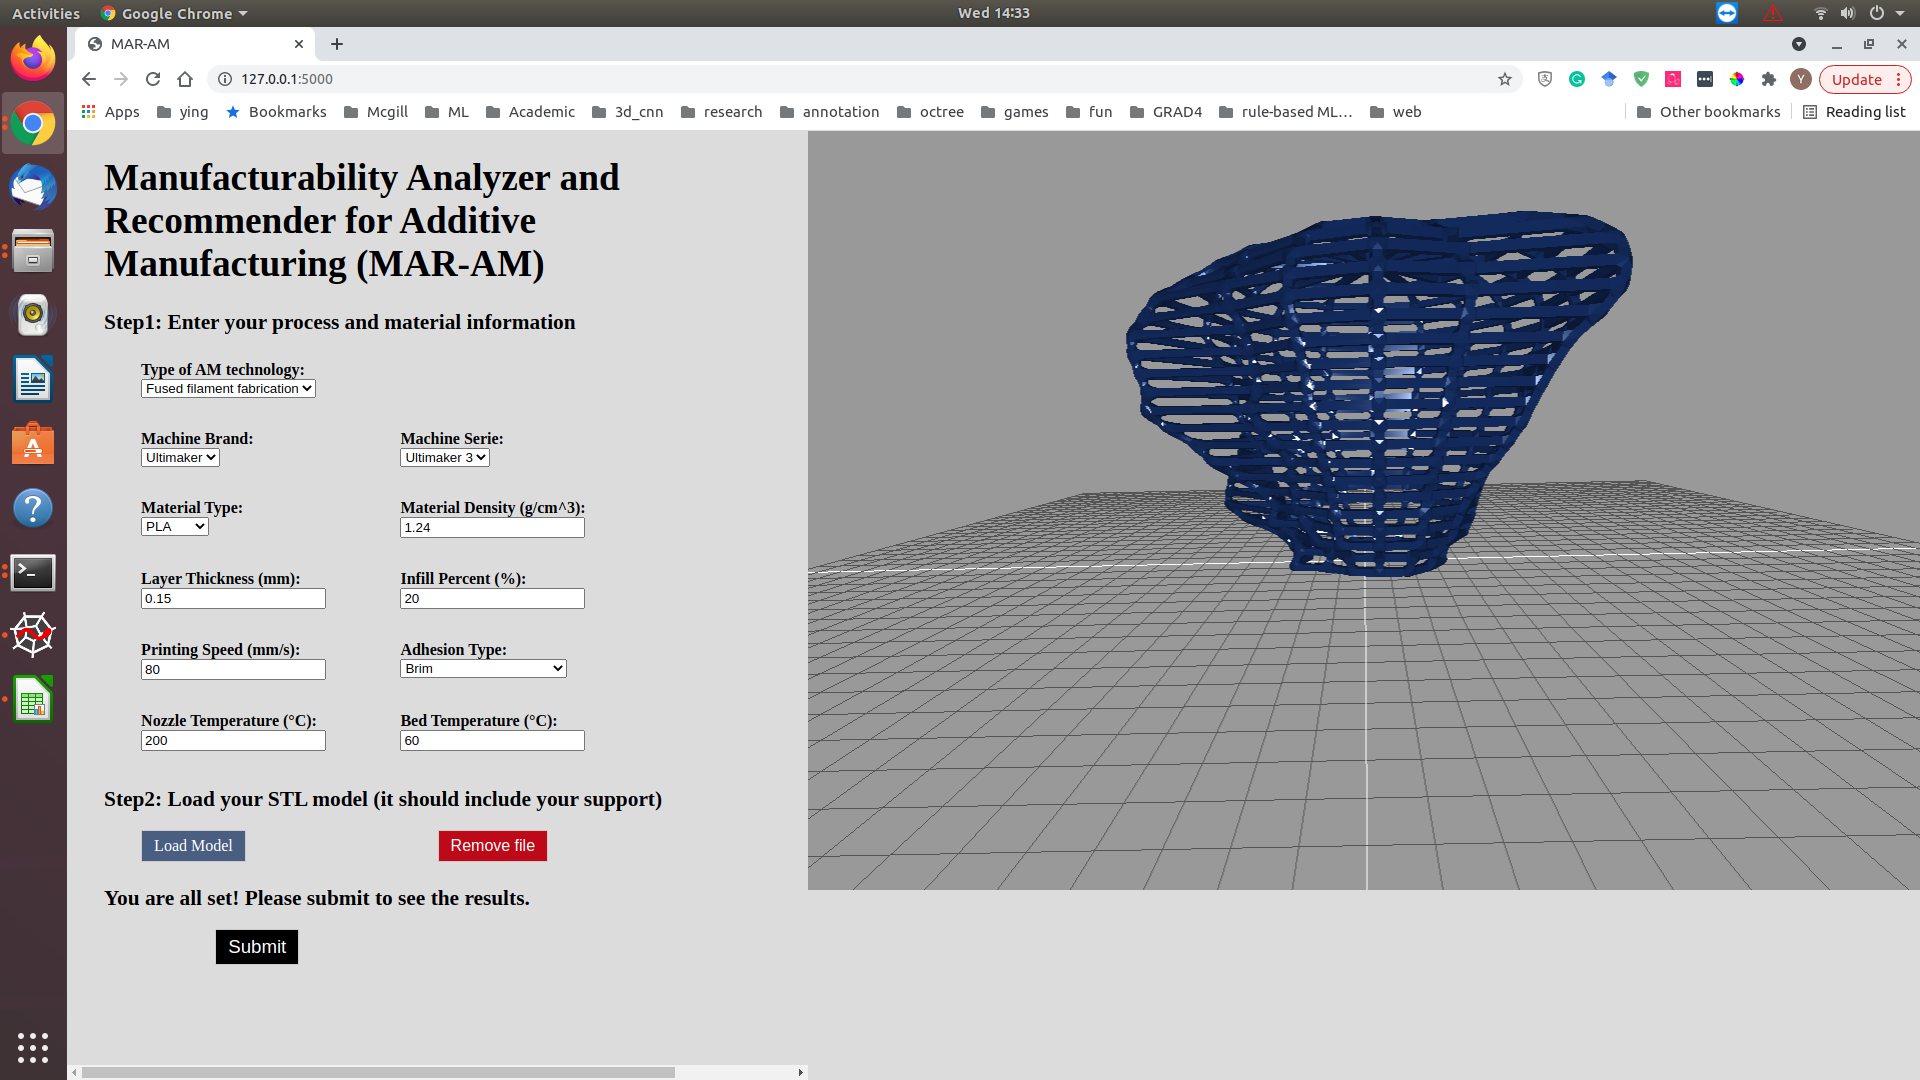 Activities
Google Chrome
Wed 14:33
MAR-AM
127.0.0.1:5000
Y
Update
Apps
ying
Bookmarks
Mcgill
ML
Academic
3d_cnn
research
annotation
octree
games
fun
GRAD4
rule-based ML...
web
Other bookmarks
Reading list
Manufacturability Analyzer and
Recommender for Additive
Manufacturing (MAR-AM)
Step1: Enter your process and material information
Type of AM technology:
Fused filament fabrication
Machine Brand:
Machine Serie:
Ultimaker
Ultimaker 3
Material Type:
Material Density (g/cm^3):
PLA
1.24
Layer Thickness (mm):
Infill Percent (%):
0.15
20
Printing Speed (mm/s):
Adhesion Type:
80
Brim
Nozzle Temperature (°C):
Bed Temperature (°C):
200
60
Step2: Load your STL model (it should include your support)
Load Model
Remove file
You are all set! Please submit to see the results.
Submit